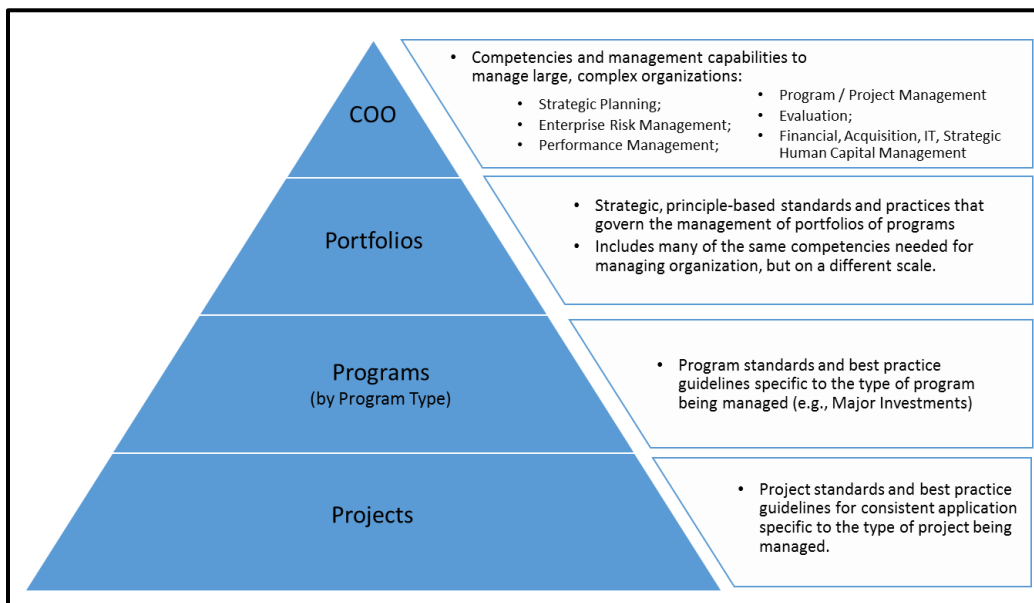 COO
• Competencies and management capabilities to
manage large, complex organizations:
• Strategic Planning;
• Enterprise Risk Management;
• Performance Management;
• Program / Project Management
• Evaluation;
• Financial, Acquisition, IT, Strategic
Human Capital Management
Portfolios
• Strategic, principle-based standards and practices that
govern the management of portfolios of programs
• Includes many of the same competencies needed for
managing organization, but on a different scale.
Programs
(by Program Type)
• Program standards and best practice
guidelines specific to the type of program
being managed (e.g., Major Investments)
Projects
• Project standards and best practice
guidelines for consistent application
specific to the type of project being
managed.